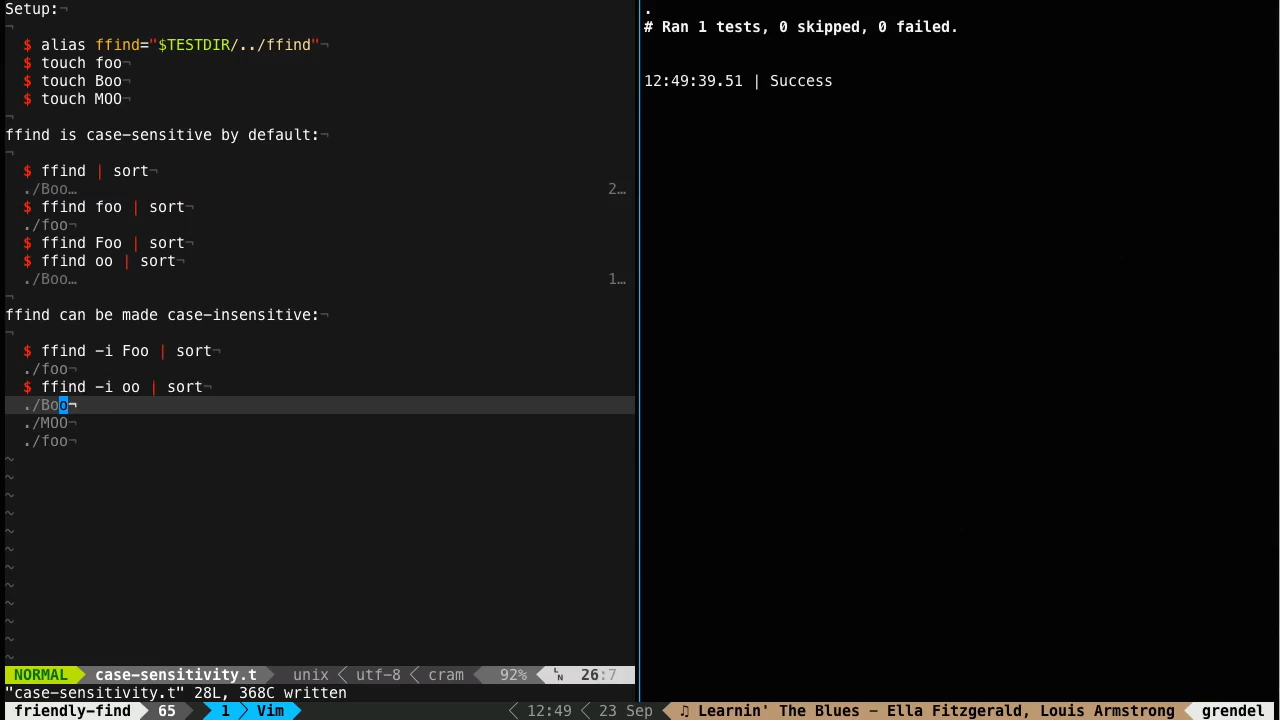 Setup:¬
¬
  $ alias ffind="$TESTDIR/../ffind"¬
  $ touch foo¬
  $ touch Boo¬
  $ touch MOO¬
¬
ffind is case-sensitive by default:¬
¬
  $ ffind | sort¬
  ./Boo… 2…
  $ ffind foo | sort¬
  ./foo¬
  $ ffind Foo | sort¬
  $ ffind oo | sort¬
  ./Boo… 1…
¬
ffind can be made case-insensitive:¬
¬
  $ ffind -i Foo | sort¬
  ./foo¬
  $ ffind -i oo | sort¬
  ./Boo¬
  ./MOO¬
  ./foo¬
~
~
~
~
~
~
~
~
~
~
~
~
NORMAL case-sensitivity.t unix utf-8 cram 92% LN 26:7
"case-sensitivity.t" 28L, 368C written
.
# Ran 1 tests, 0 skipped, 0 failed.
12:49:39.51 | Success
friendly-find 65 1 Vim 12:49 23 Sep ♫ Learnin' The Blues - Ella Fitzgerald, Louis Armstrong grendel